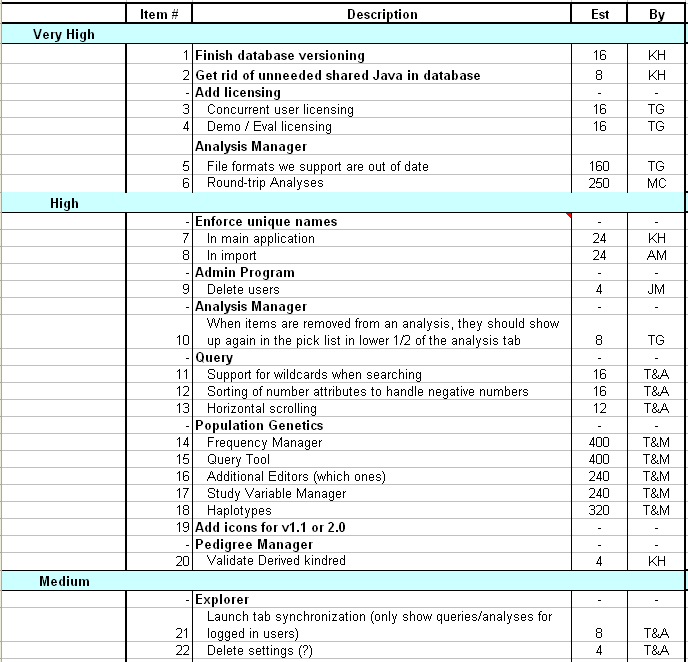 Item # Description Est By
Very High
1 Finish database versioning 16 KH
2 Get rid of unneeded shared Java in database 8 KH
- Add licensing - -
3 Concurrent user licensing 16 TG
4 Demo / Eval licensing 16 TG
Analysis Manager
5 File formats we support are out of date 160 TG
6 Round-trip Analyses 250 MC
High
- Enforce unique names - -
7 In main application 24 KH
8 In import 24 AM
- Admin Program - -
9 Delete users 4 JM
- Analysis Manager - -
When items are removed from an analysis, they should show
10 up again in the pick list in lower 1/2 of the analysis tab 8 TG
- Query - -
11 Support for wildcards when searching 16 T&A
12 Sorting of number attributes to handle negative numbers 16 T&A
13 Horizontal scrolling 12 T&A
- Population Genetics - -
14 Frequency Manager 400 T&M
15 Query Tool 400 T&M
16 Additional Editors (which ones) 240 T&M
17 Study Variable Manager 240 T&M
18 Haplotypes 320 T&M
19 Add icons for v1.1 or 2.0 - -
- Pedigree Manager - -
20 Validate Derived kindred 4 KH
Medium
- Explorer - -
Launch tab synchronization (only show queries/analyses for
21 logged in users) 8 T&A
22 Delete settings (?) 4 T&A